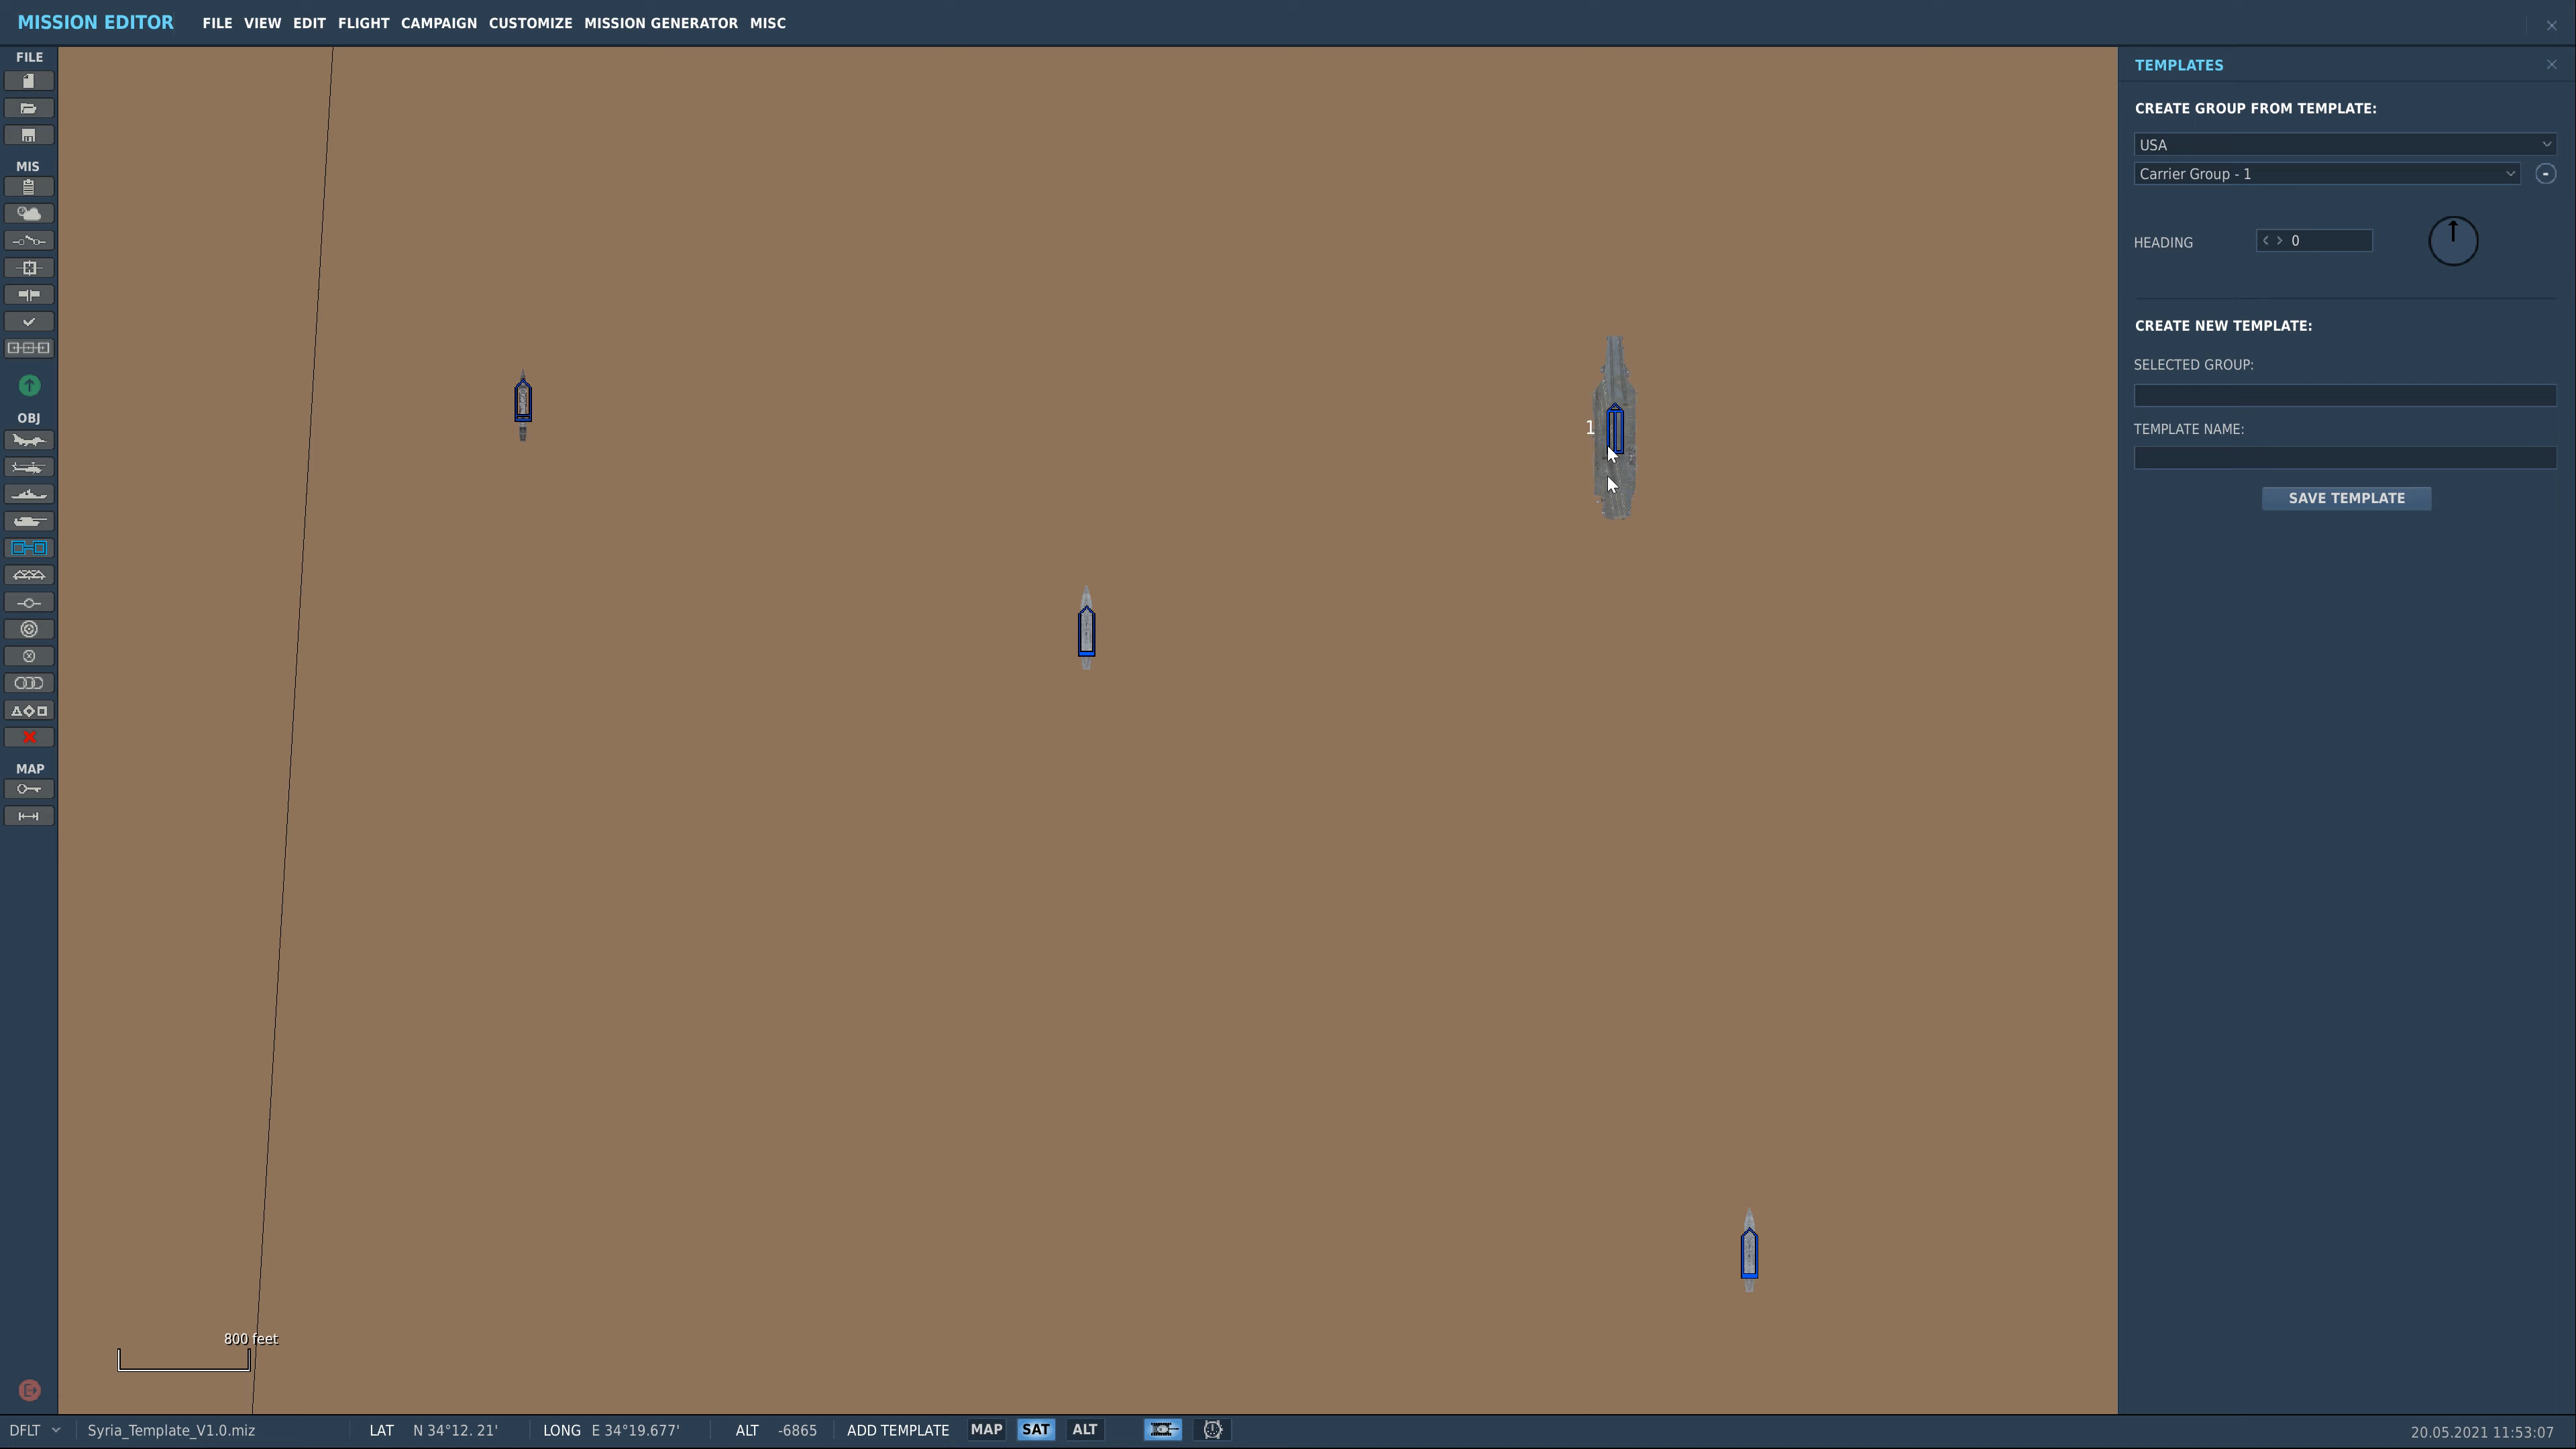 MISSION EDITOR
FILE VIEW EDIT FLIGHT CAMPAIGN CUSTOMIZE MISSION GENERATOR MISC
FILE
MIS
OBJ
MAP
1
800 feet
TEMPLATES
CREATE GROUP FROM TEMPLATE:
USA
Carrier Group - 1
HEADING
0
CREATE NEW TEMPLATE:
SELECTED GROUP:
TEMPLATE NAME:
SAVE TEMPLATE
DFLT Syria_Template_V1.0.miz LAT N 34°12. 21' LONG E 34°19.677' ALT -6865 ADD TEMPLATE MAP SAT ALT 20.05.2021 11:53:07